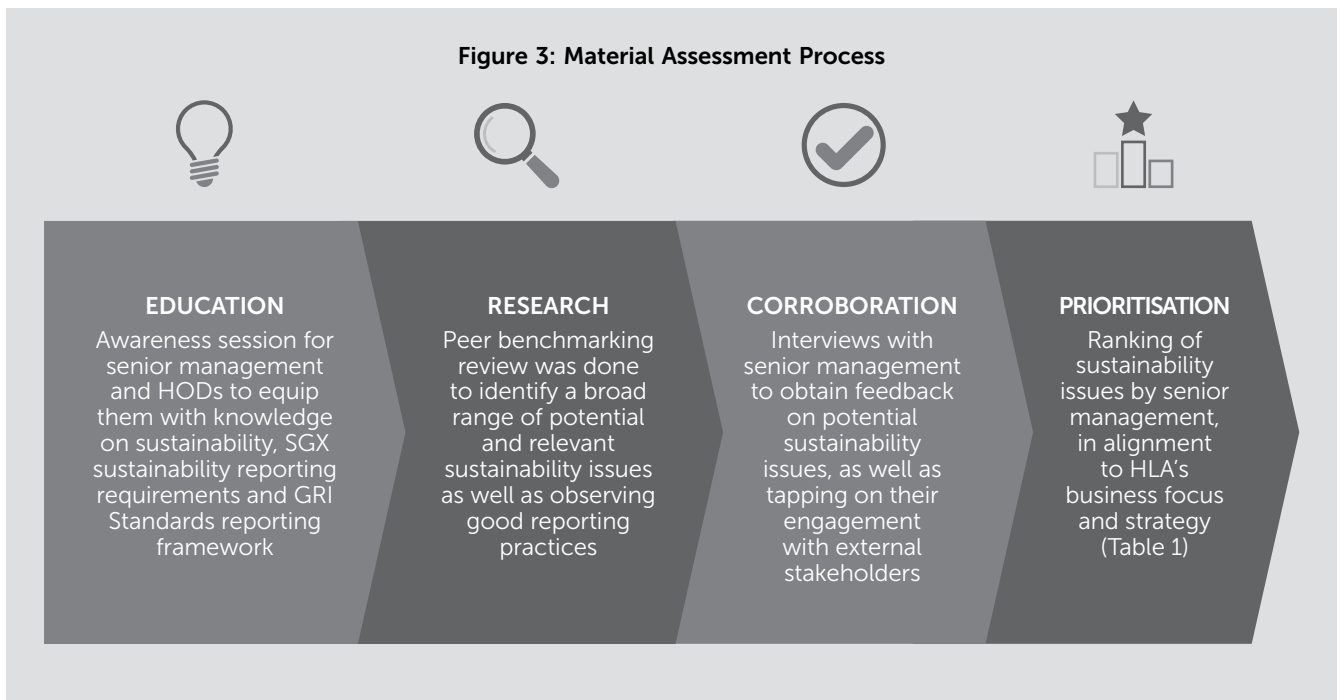 Figure 3: Material Assessment Process
EDUCATION
Awareness session for
senior management
and HODs to equip
them with knowledge
on sustainability, SGX
sustainability reporting
requirements and GRI
Standards reporting
framework
RESEARCH
Peer benchmarking
review was done
to identify a broad
range of potential
and relevant
sustainability issues
as well as observing
good reporting
practices
CORROBORATION
Interviews with
senior management
to obtain feedback
on potential
sustainability
issues, as well as
tapping on their
engagement
with external
stakeholders
PRIORITISATION
Ranking of
sustainability
issues by senior
management,
in alignment
to HLA's
business focus
and strategy
(Table 1)